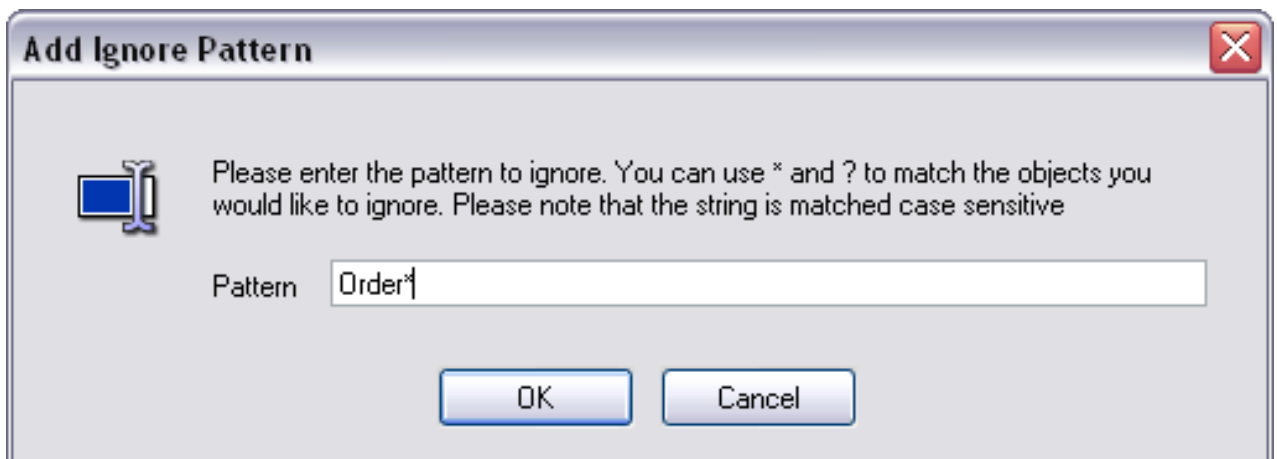 Add Ignore Pattern
Please enter the pattern to ignore. You can use * and ? to match the objects you
would like to ignore. Please note that the string is matched case sensitive
Pattern Order*
OK Cancel